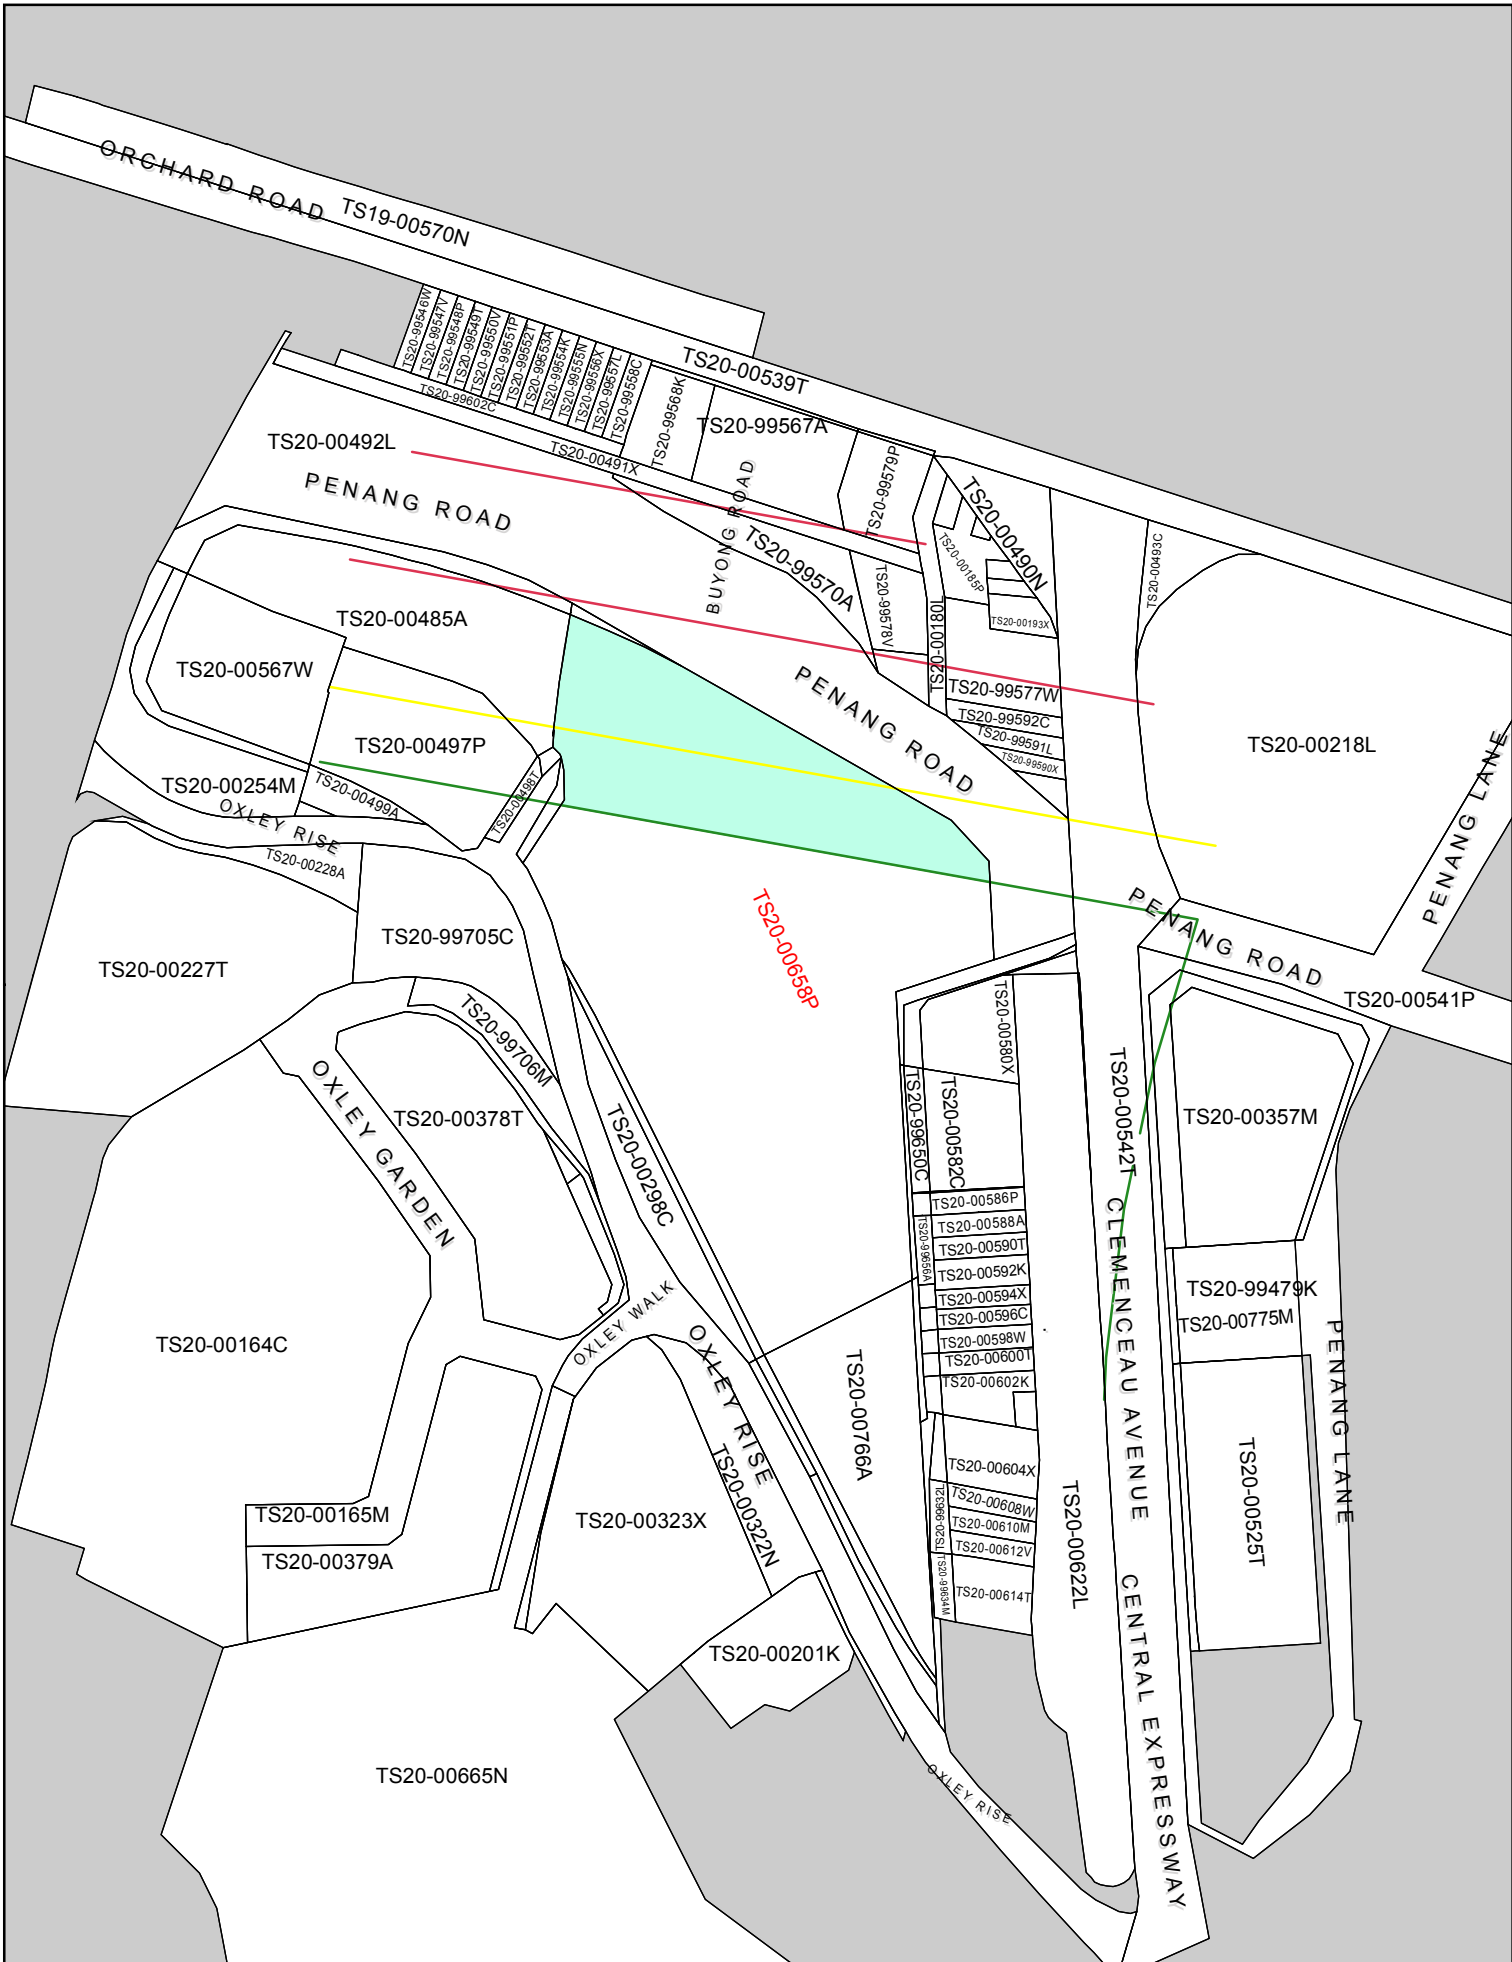 ORCHARD ROAD
TS19-00570N
TS20-99546W
TS20-99547V
TS20-99548P
TS20-99549T
TS20-99550V
TS20-99551P
TS20-99552T
TS20-99553A
TS20-99554K
TS20-99555N
TS20-99556X
TS20-99557L
TS20-99558C
TS20-99602C
TS20-00539T
TS20-99568K
TS20-99567A
TS20-00492L
TS20-00491X
TS20-99579P
PENANG ROAD
BUYONG ROAD
TS20-99570A
TS20-00490N
TS20-00185P
TS20-00493C
TS20-99578V
TS20-00180L
TS20-00193X
TS20-00485A
TS20-00567W
TS20-99577W
TS20-99592C
TS20-99591L
TS20-99590X
PENANG ROAD
TS20-00218L
PENANG LANE
TS20-00497P
TS20-00254M
TS20-00499A
TS20-00498T
OXLEY RISE
TS20-00228A
TS20-00658P
TS20-99705C
TS20-00227T
PENANG ROAD
TS20-00541P
TS20-99706M
TS20-00580X
OXLEY GARDEN
TS20-00378T
TS20-00298C
TS20-99650C
TS20-00582C
TS20-00542T
TS20-00357M
TS20-00586P
TS20-00588A
TS20-00590T
TS20-99656A
TS20-00592K
TS20-00594X
TS20-00596C
TS20-00598W
TS20-00600T
TS20-00602K
CLEMENCEAU AVENUE
TS20-99479K
TS20-00775M
PENANG LANE
OXLEY WALK
TS20-00164C
OXLEY RISE
TS20-00766A
TS20-00604X
TS20-00608W
TS20-00610M
TS20-00612V
TS20-00614T
TS20-99632L
TS20-99634M
TS20-00622L
TS20-00525T
TS20-00165M
TS20-00379A
TS20-00323X
TS20-00322N
TS20-00201K
CENTRAL EXPRESSWAY
TS20-00665N
OXLEY RISE